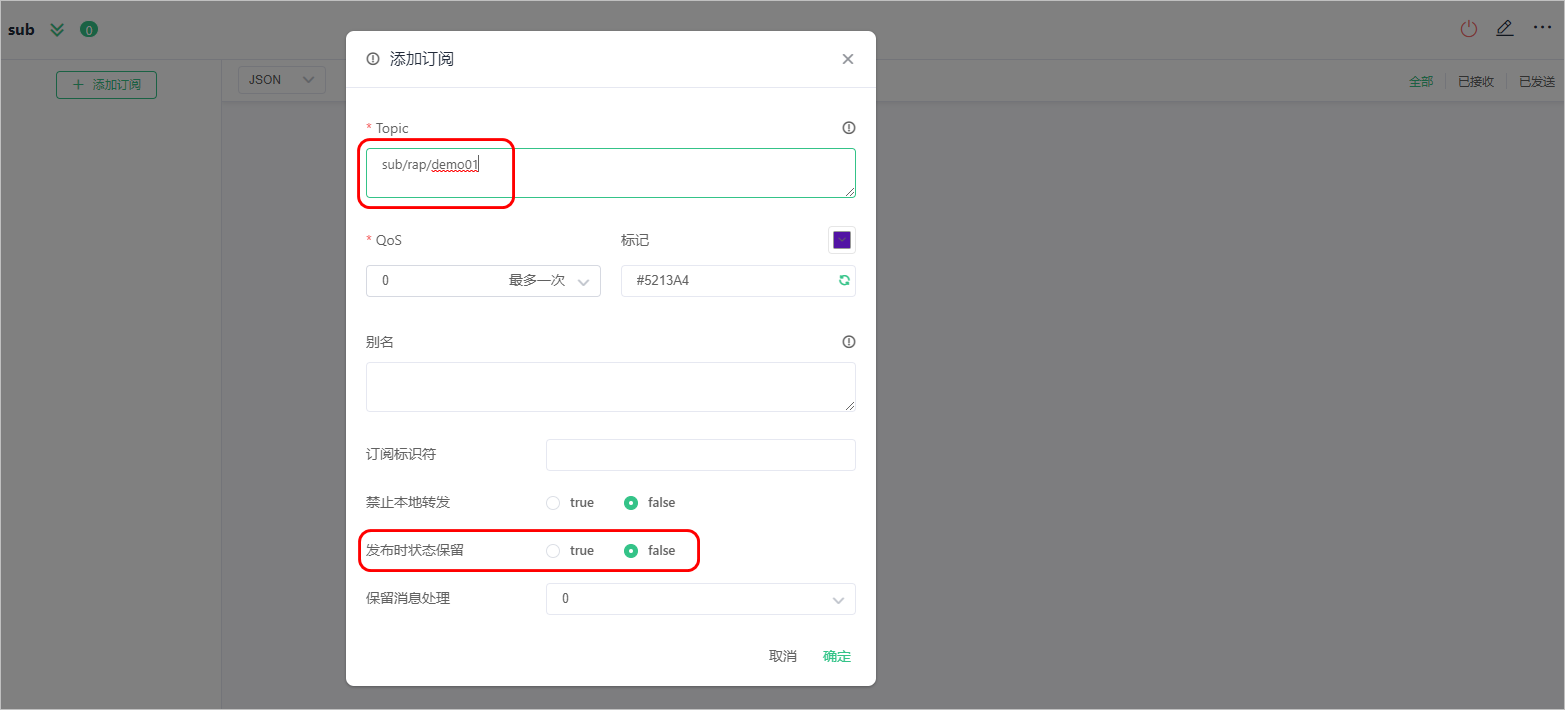 sub 0
添加订阅
JSON
全部 已接收 已发送
添加订阅
* Topic
sub/rap/demo01
* QoS 标记
0 最多一次 #5213A4
别名
订阅标识符
禁止本地转发 true false
发布时状态保留 true false
保留消息处理 0
取消 确定